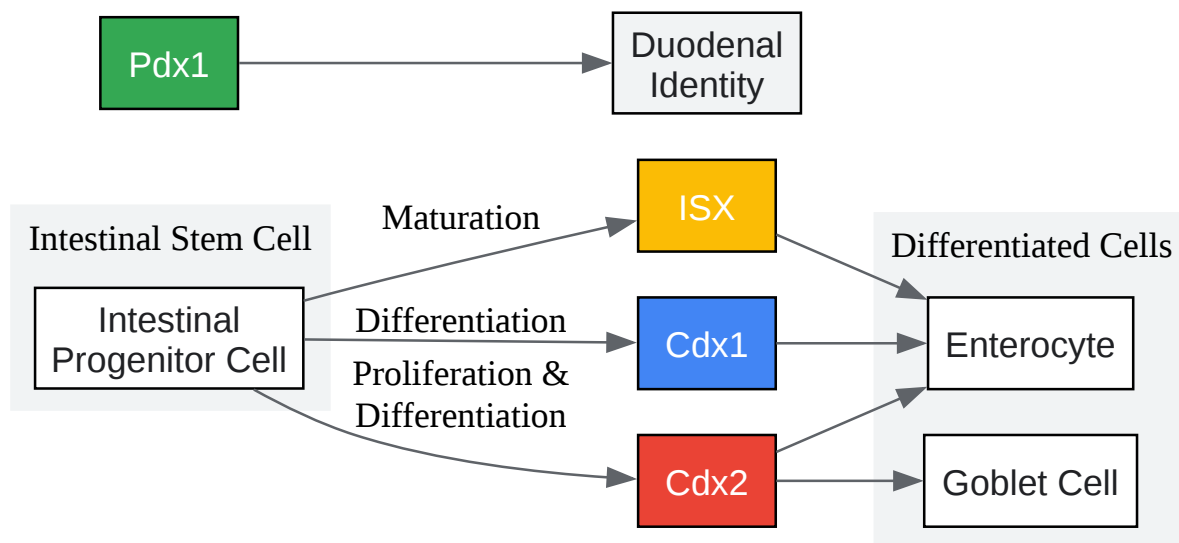 Pdx1
Duodenal
Identity
ISX
Maturation
Intestinal Stem Cell
Differentiated Cells
Intestinal
Progenitor Cell
Differentiation
Cdx1
Enterocyte
Proliferation &
Differentiation
Cdx2
Goblet Cell